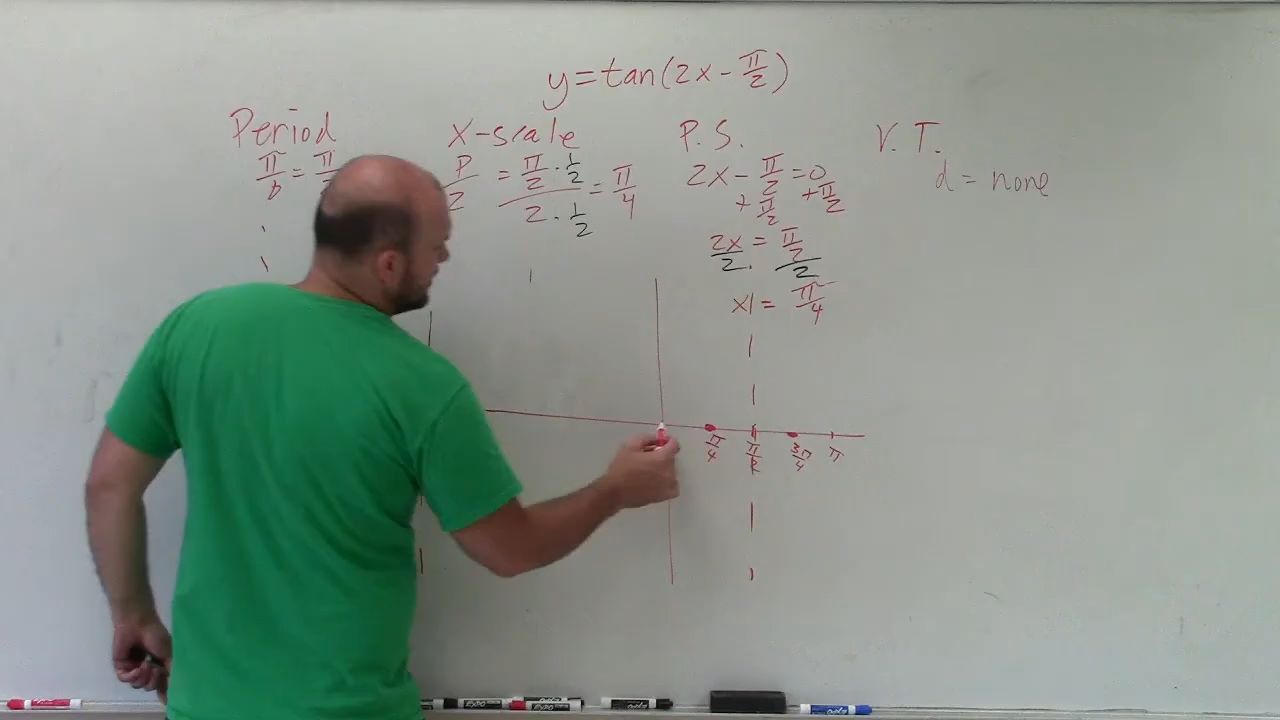 y=tan(2x-π/2)
Period
π/b=π/
X-scale
P/2 = π/2·1/2 / 2·1/2 = π/4
P.S.
2x-π/2=0
+π/2 +π/2
2x/2 = π/2/2
x = π/4
V.T.
d= none
π/4 π/2 3π/4 π
EXPO